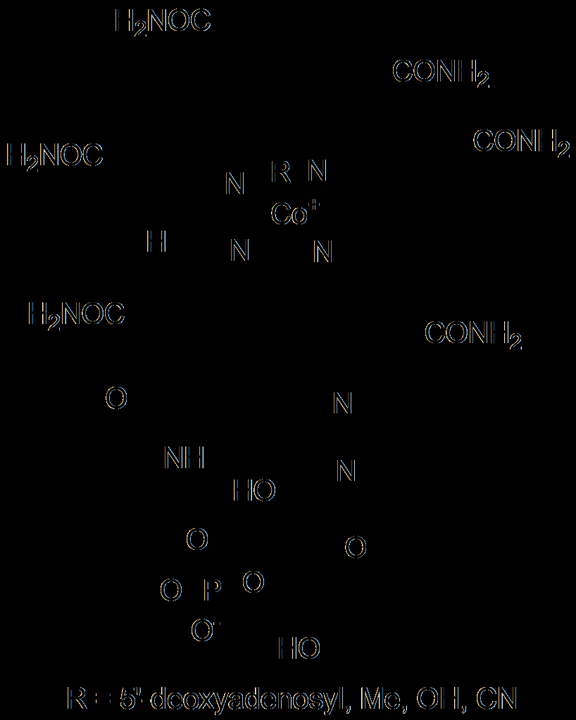 H₂NOC
CONH₂
CONH₂
H₂NOC
N R N
Co⁺
H N N
H₂NOC
CONH₂
O N
NH N
HO
O O
O P O
O⁻
HO
R = 5'-deoxyadenosyl, Me, OH, CN